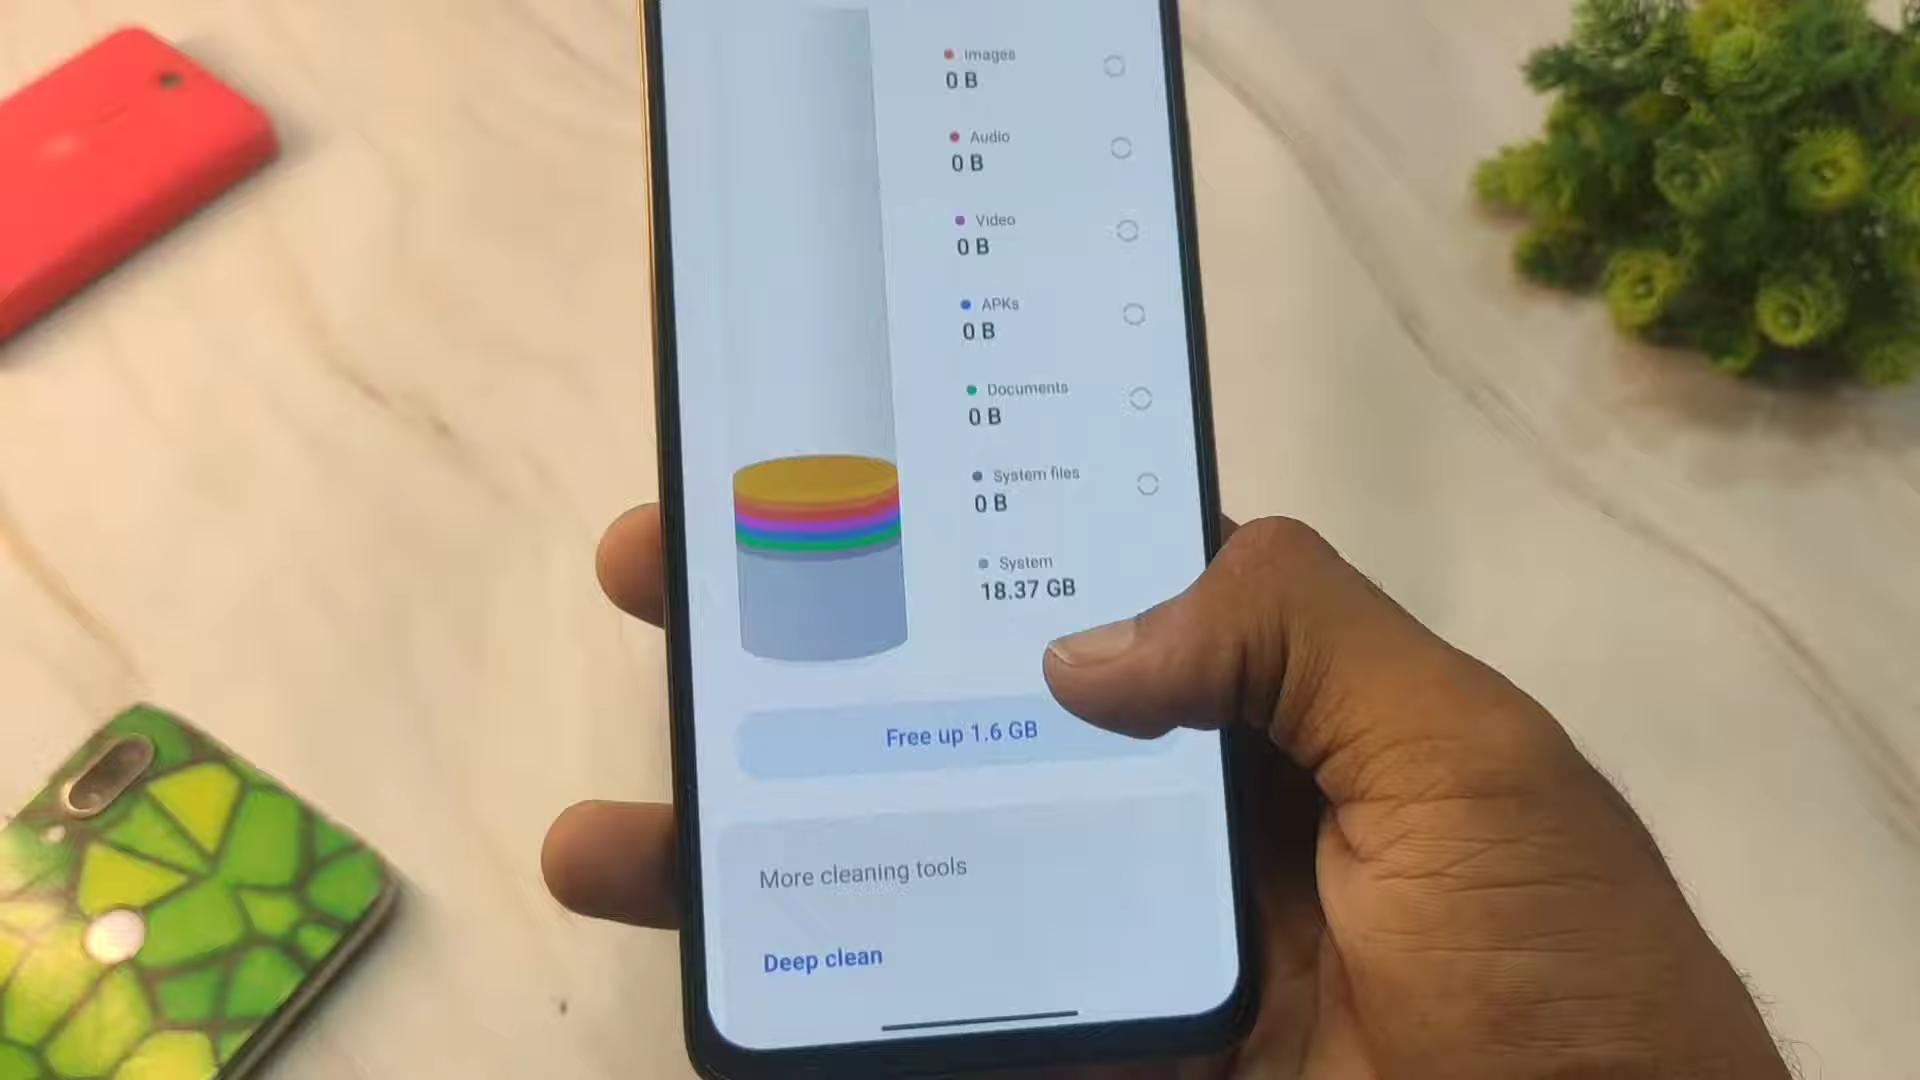 Images
0 B
Audio
0 B
Video
0 B
APKs
0 B
Documents
0 B
System files
0 B
System
18.37 GB
Free up 1.6 GB
More cleaning tools
Deep clean